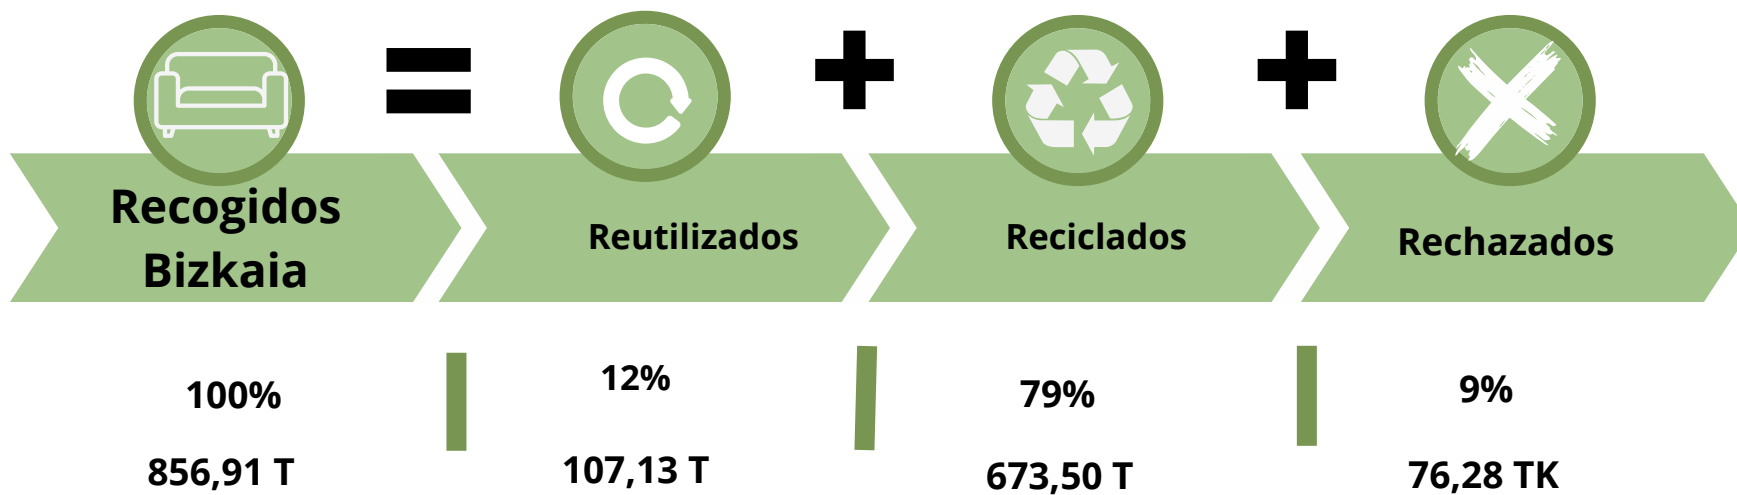 Recogidos
Bizkaia
Reutilizados
Reciclados
Rechazados
100%
12%
79%
9%
856,91 T
107,13 T
673,50 T
76,28 TK